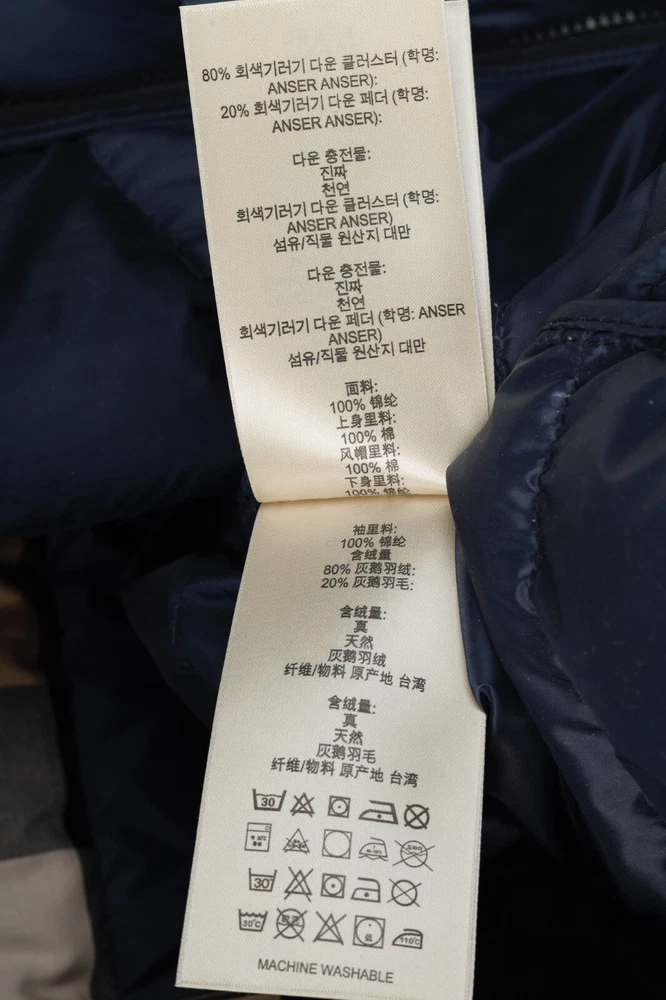 80% 회색기러기 다운 클러스터 (학명:
ANSER ANSER):
20% 회색기러기 다운 페더 (학명:
ANSER ANSER):
다운 충전물:
진짜
천연
회색기러기 다운 클러스터 (학명:
ANSER ANSER)
섬유/직물 원산지 대만
다운 충전물:
진짜
천연
회색기러기 다운 페더 (학명: ANSER
ANSER)
섬유/직물 원산지 대만
面料:
100% 锦纶
上身里料:
100% 棉
风帽里料:
100% 棉
下身里料:
100% 锦纶
袖里料:
100% 锦纶
含绒量
80% 灰鹅羽绒:
20% 灰鹅羽毛:
含绒量:
真
天然
灰鹅羽绒
纤维/物料 原产地 台湾
含绒量:
真
天然
灰鹅羽毛
纤维/物料 原产地 台湾
30
30
30°C 低 110°C
MACHINE WASHABLE